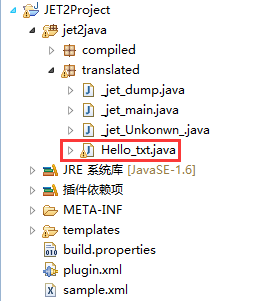 JET2Project
jet2java
compiled
translated
_jet_dump.java
_jet_main.java
_jet_Unkonwn_.java
Hello_txt.java
JRE 系统库 [JavaSE-1.6]
插件依赖项
META-INF
templates
build.properties
plugin.xml
sample.xml